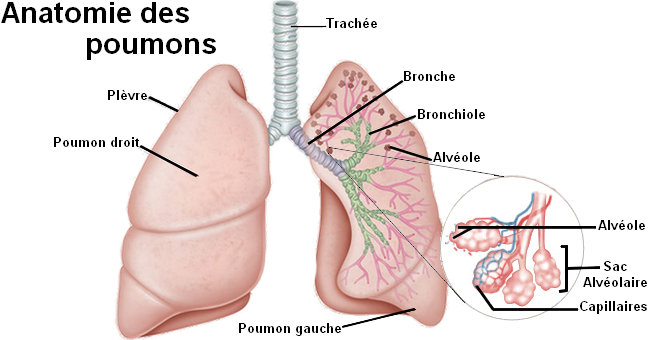 Anatomie des
poumons
Trachée
Bronche
Plèvre
Bronchiole
Poumon droit
Alvéole
Alvéole
Sac
Alvéolaire
Capillaires
Poumon gauche